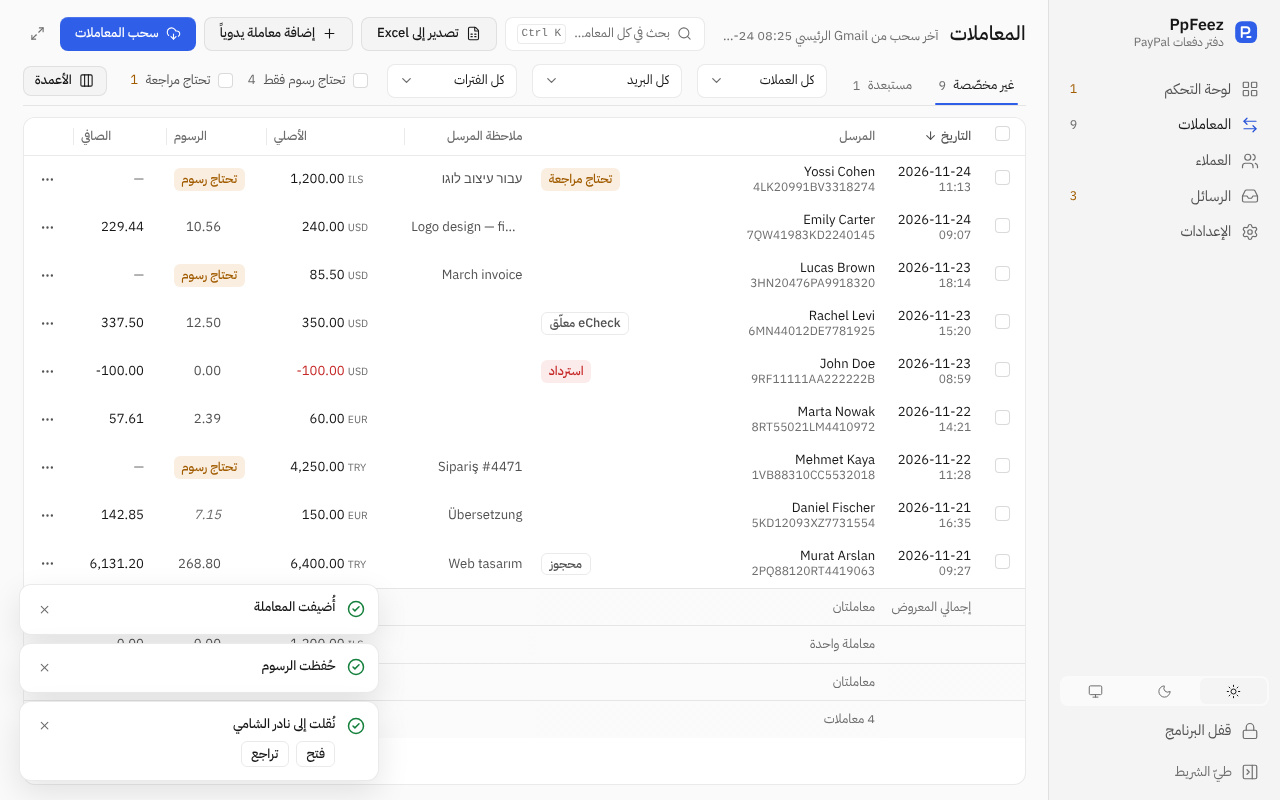 PpFeez
دفتر دفعات PayPal
لوحة التحكم 1
المعاملات 9
العملاء
الرسائل 3
الإعدادات
قفل البرنامج
طيّ الشريط
المعاملات
آخر سحب من Gmail الرئيسي 08:25 24-...
بحث في كل المعامـ... Ctrl K
تصدير إلى Excel
إضافة معاملة يدوياً
سحب المعاملات
غير مخصّصة 9
مستبعدة 1
كل العملات
كل البريد
كل الفترات
تحتاج رسوم فقط 4
تحتاج مراجعة 1
الأعمدة
التاريخ المرسل ملاحظة المرسل الأصلي الرسوم الصافي
2026-11-24 Yossi Cohen تحتاج مراجعة עבור עיצוב לוגו 1,200.00 ILS تحتاج رسوم —
11:13 4LK20991BV3318274
2026-11-24 Emily Carter Logo design — fi... 240.00 USD 10.56 229.44
09:07 7QW41983KD2240145
2026-11-23 Lucas Brown March invoice 85.50 USD تحتاج رسوم —
18:14 3HN20476PA9918320
2026-11-23 Rachel Levi eCheck معلّق 350.00 USD 12.50 337.50
15:20 6MN44012DE7781925
2026-11-23 John Doe استرداد -100.00 USD 0.00 -100.00
08:59 9RF11111AA222222B
2026-11-22 Marta Nowak 60.00 EUR 2.39 57.61
14:21 8RT55021LM4410972
2026-11-22 Mehmet Kaya Sipariş #4471 4,250.00 TRY تحتاج رسوم —
11:28 1VB88310CC5532018
2026-11-21 Daniel Fischer Übersetzung 150.00 EUR 7.15 142.85
16:35 5KD12093XZ7731554
2026-11-21 Murat Arslan محجوز Web tasarım 6,400.00 TRY 268.80 6,131.20
09:27 2PQ88120RT4419063
إجمالي المعروض معاملتان
معاملة واحدة
معاملتان
4 معاملات
أُضيفت المعاملة
حُفظت الرسوم
نُقلت إلى نادر الشامي
فتح
تراجع